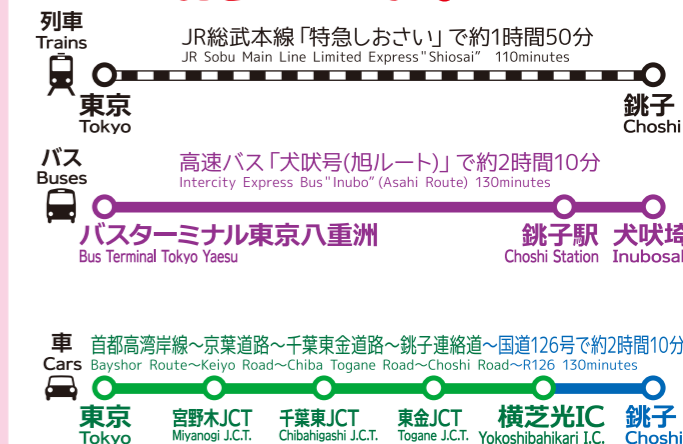 列車
Trains
JR総武本線「特急しおさい」で約1時間50分
JR Sobu Main Line Limited Express"Shiosai" 110minutes
東京
Tokyo
銚子
Choshi
バス
Buses
高速バス「犬吠号(旭ルート)」で約2時間10分
Intercity Express Bus"Inubo"(Asahi Route) 130minutes
バスターミナル東京八重洲
Bus Terminal Tokyo Yaesu
銚子駅
Choshi Station
犬吠埼
Inubosak
車
Cars
首都高湾岸線〜京葉道路〜千葉東金道路〜銚子連絡道〜国道126号で約2時間10分
Bayshor Route〜Keiyo Road〜Chiba Togane Road〜Choshi Road〜R126 130minutes
東京
Tokyo
宮野木JCT
Miyanogi J.C.T.
千葉東JCT
Chibahigashi J.C.T.
東金JCT
Togane J.C.T.
横芝光IC
Yokoshibahikari I.C.
銚子
Choshi